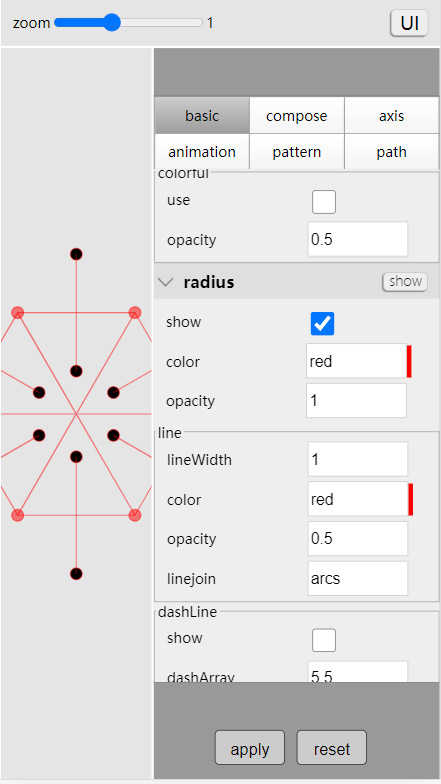 zoom 1 UI
basic compose axis
animation pattern path
colorful
use
opacity 0.5
radius show
show
color red
opacity 1
line
lineWidth 1
color red
opacity 0.5
linejoin arcs
dashLine
show
dashArray 5 5
apply reset